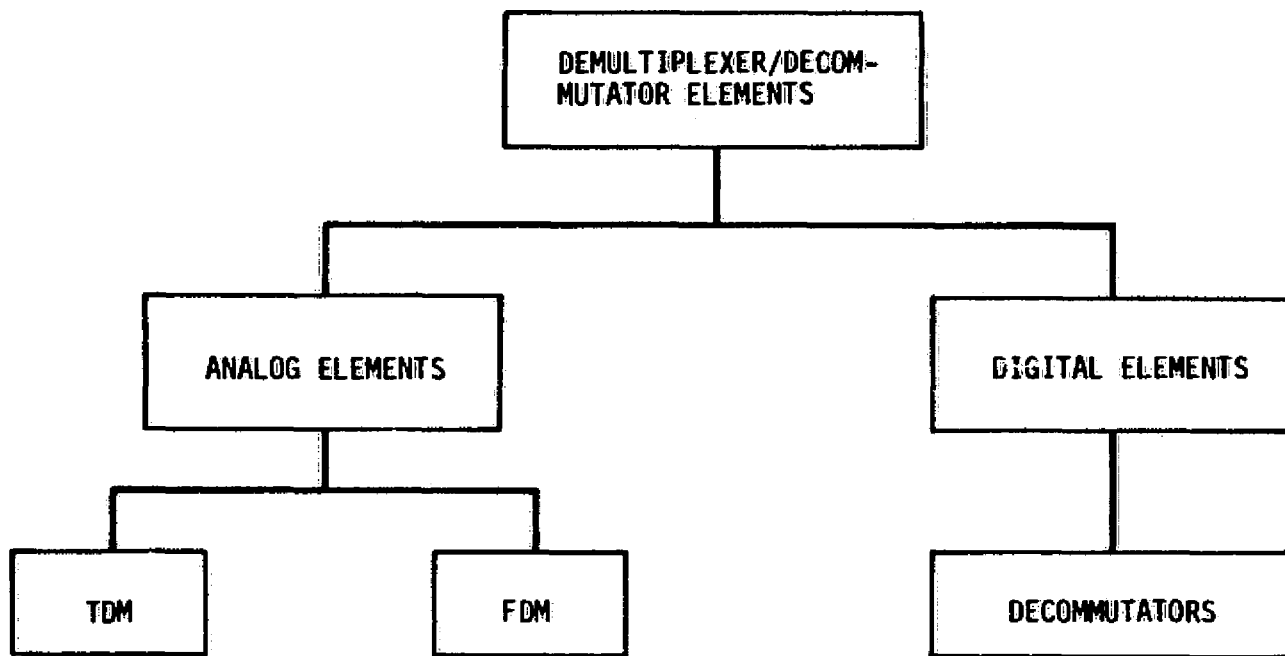 DEMULTIPLEXER/DECOM-
MUTATOR ELEMENTS
ANALOG ELEMENTS
DIGITAL ELEMENTS
TDM
FDM
DECOMMUTATORS